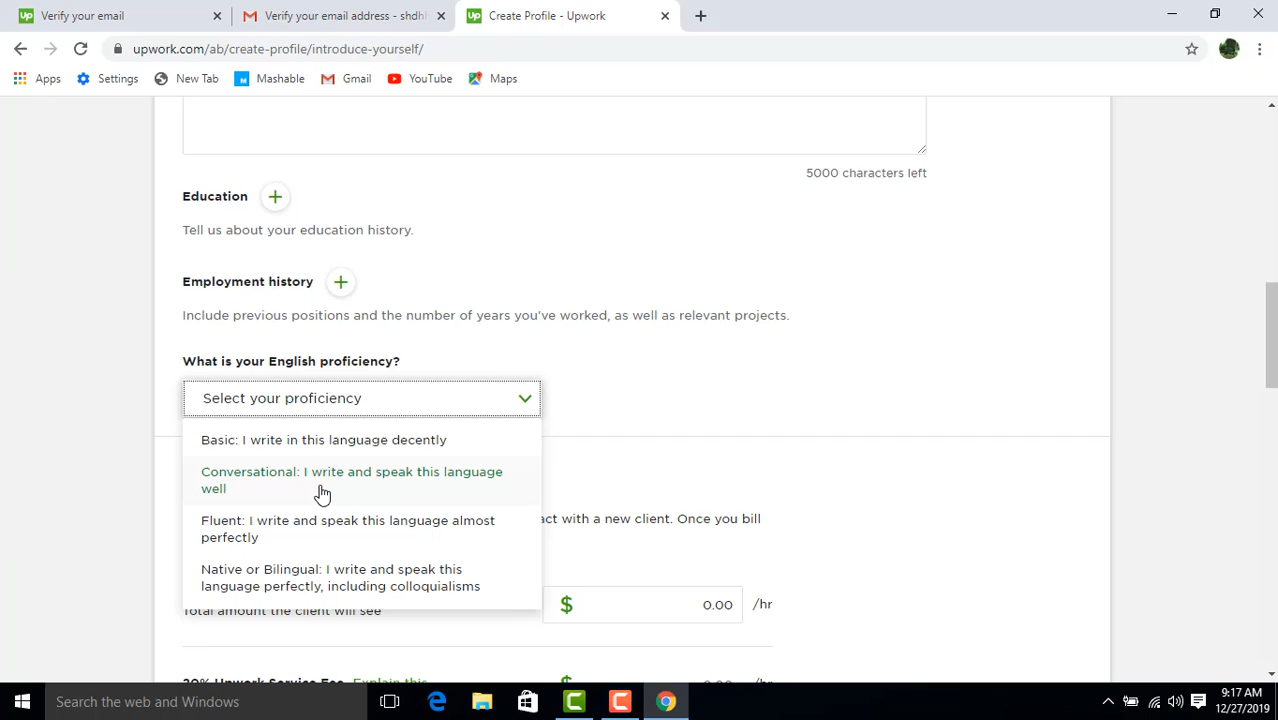 Verify your email
Verify your email address - shdh
Create Profile - Upwork
upwork.com/ab/create-profile/introduce-yourself/
Apps
Settings
New Tab
Mashable
Gmail
YouTube
Maps
5000 characters left
Education
Tell us about your education history.
Employment history
Include previous positions and the number of years you've worked, as well as relevant projects.
What is your English proficiency?
Select your proficiency
Basic: I write in this language decently
Conversational: I write and speak this language
well
Fluent: I write and speak this language almost
perfectly
act with a new client. Once you bill
Native or Bilingual: I write and speak this
language perfectly, including colloquialisms
Total amount the client will see
$ 0.00 /hr
20% Upwork Service Fee Explain this
Search the web and Windows
9:17 AM
12/27/2019